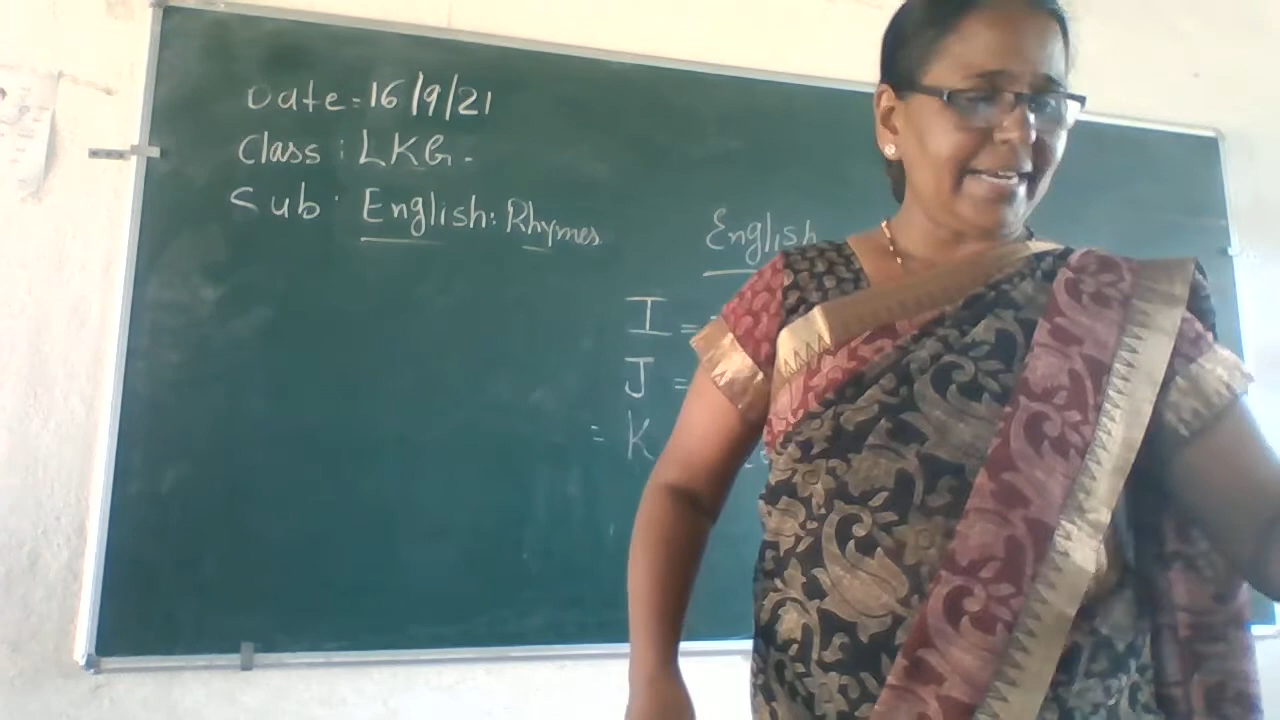 Date = 16/9/21
Class : LKG.
Sub : English : Rhymes
English
I =
J =
= K